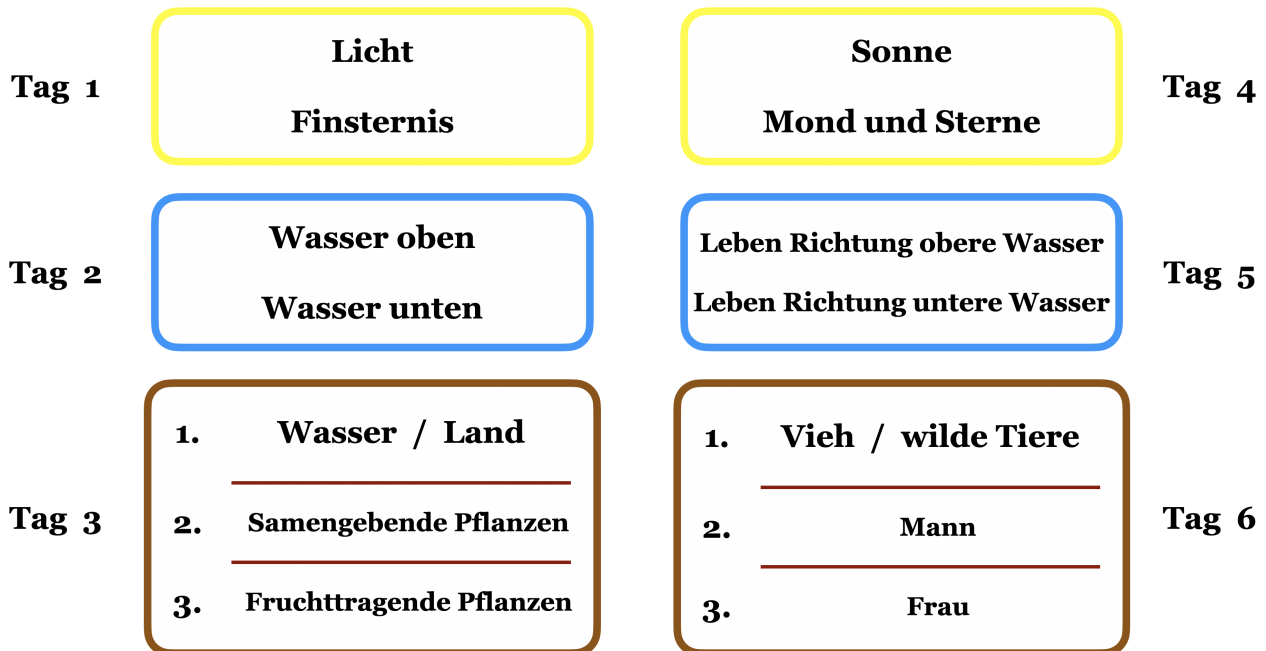 Tag 1
Licht
Finsternis
Sonne
Mond und Sterne
Tag 4
Tag 2
Wasser oben
Wasser unten
Leben Richtung obere Wasser
Leben Richtung untere Wasser
Tag 5
Tag 3
1. Wasser / Land
2. Samengebende Pflanzen
3. Fruchttragende Pflanzen
1. Vieh / wilde Tiere
2. Mann
3. Frau
Tag 6